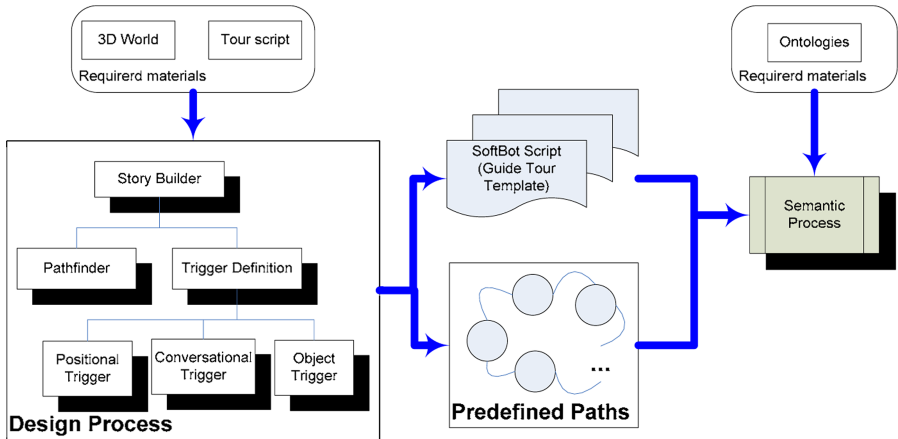 3D World
Tour script
Requirerd materials
Ontologies
Requirerd materials
Story Builder
Pathfinder
Trigger Definition
Positional
Trigger
Conversational
Trigger
Object
Trigger
Design Process
SoftBot Script
(Guide Tour
Template)
...
Predefined Paths
Semantic
Process